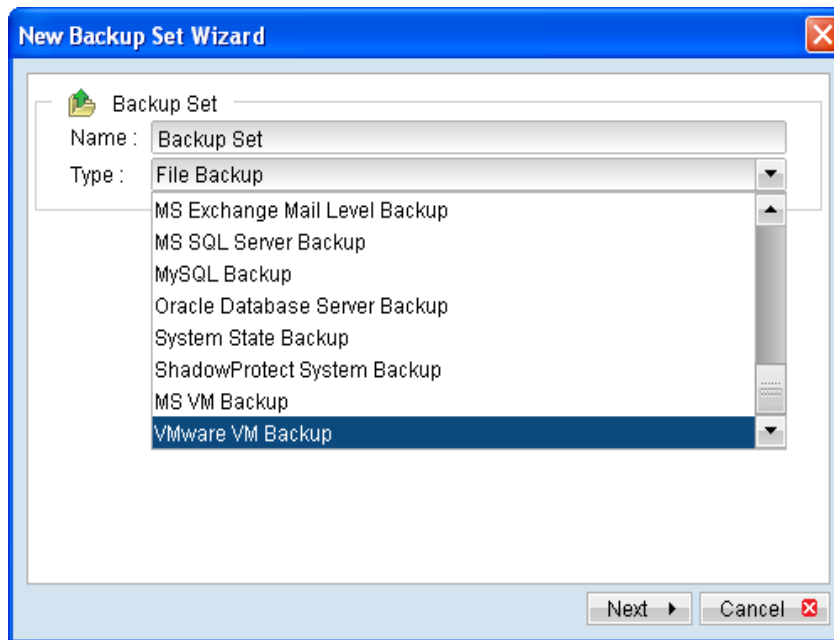 New Backup Set Wizard
Backup Set
Name : Backup Set
Type : File Backup
MS Exchange Mail Level Backup
MS SQL Server Backup
MySQL Backup
Oracle Database Server Backup
System State Backup
ShadowProtect System Backup
MS VM Backup
VMware VM Backup
Next Cancel